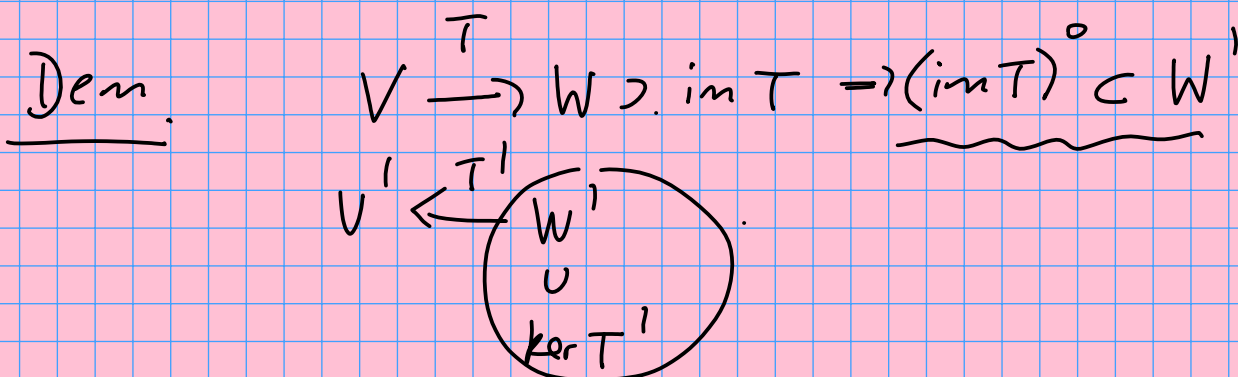 Dem. V T→ W ⊃ im T ⇒ (im T)° ⊂ W'
V' ←T' W'
∪
ker T'